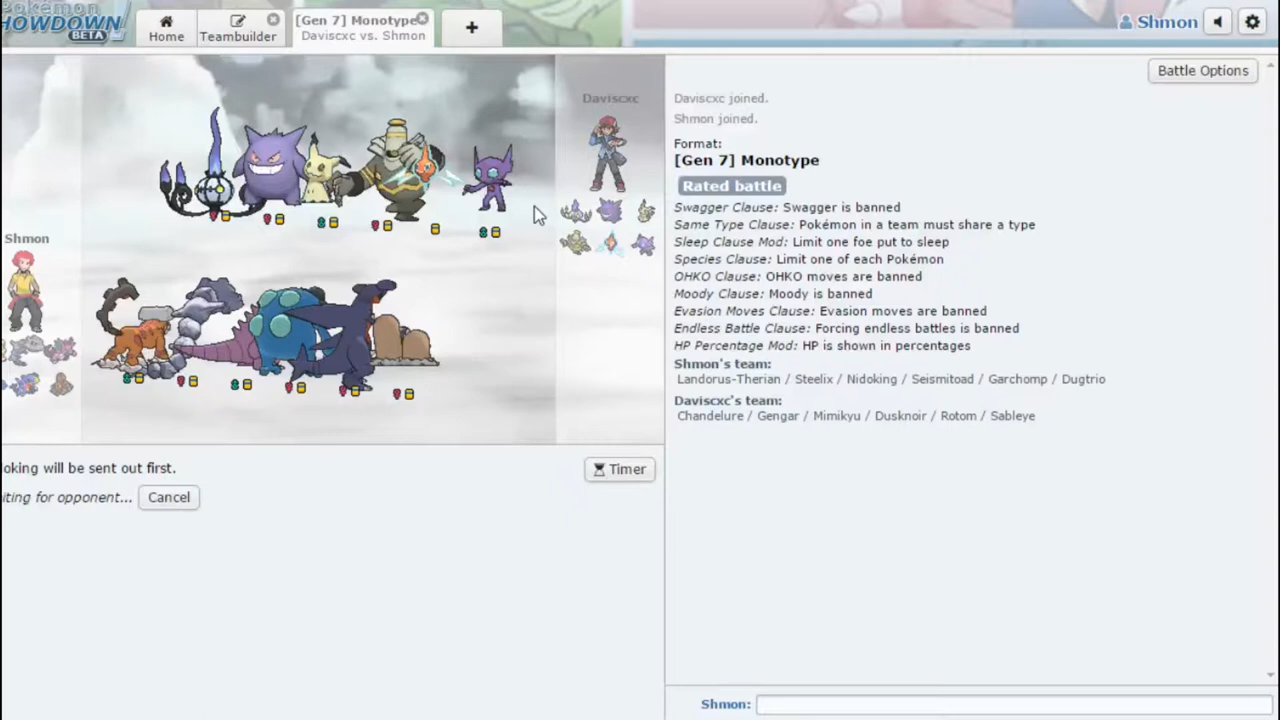 Pokémon
HOWDOWN!
BETA
Home
Teambuilder
[Gen 7] Monotype
Daviscxc vs. Shmon
+
Shmon
Battle Options
Daviscxc
Shmon
Daviscxc joined.
Shmon joined.
Format:
[Gen 7] Monotype
Rated battle
Swagger Clause: Swagger is banned
Same Type Clause: Pokémon in a team must share a type
Sleep Clause Mod: Limit one foe put to sleep
Species Clause: Limit one of each Pokémon
OHKO Clause: OHKO moves are banned
Moody Clause: Moody is banned
Evasion Moves Clause: Evasion moves are banned
Endless Battle Clause: Forcing endless battles is banned
HP Percentage Mod: HP is shown in percentages
Shmon's team:
Landorus-Therian / Steelix / Nidoking / Seismitoad / Garchomp / Dugtrio
Daviscxc's team:
Chandelure / Gengar / Mimikyu / Dusknoir / Rotom / Sableye
oking will be sent out first.
Timer
iting for opponent...
Cancel
Shmon: